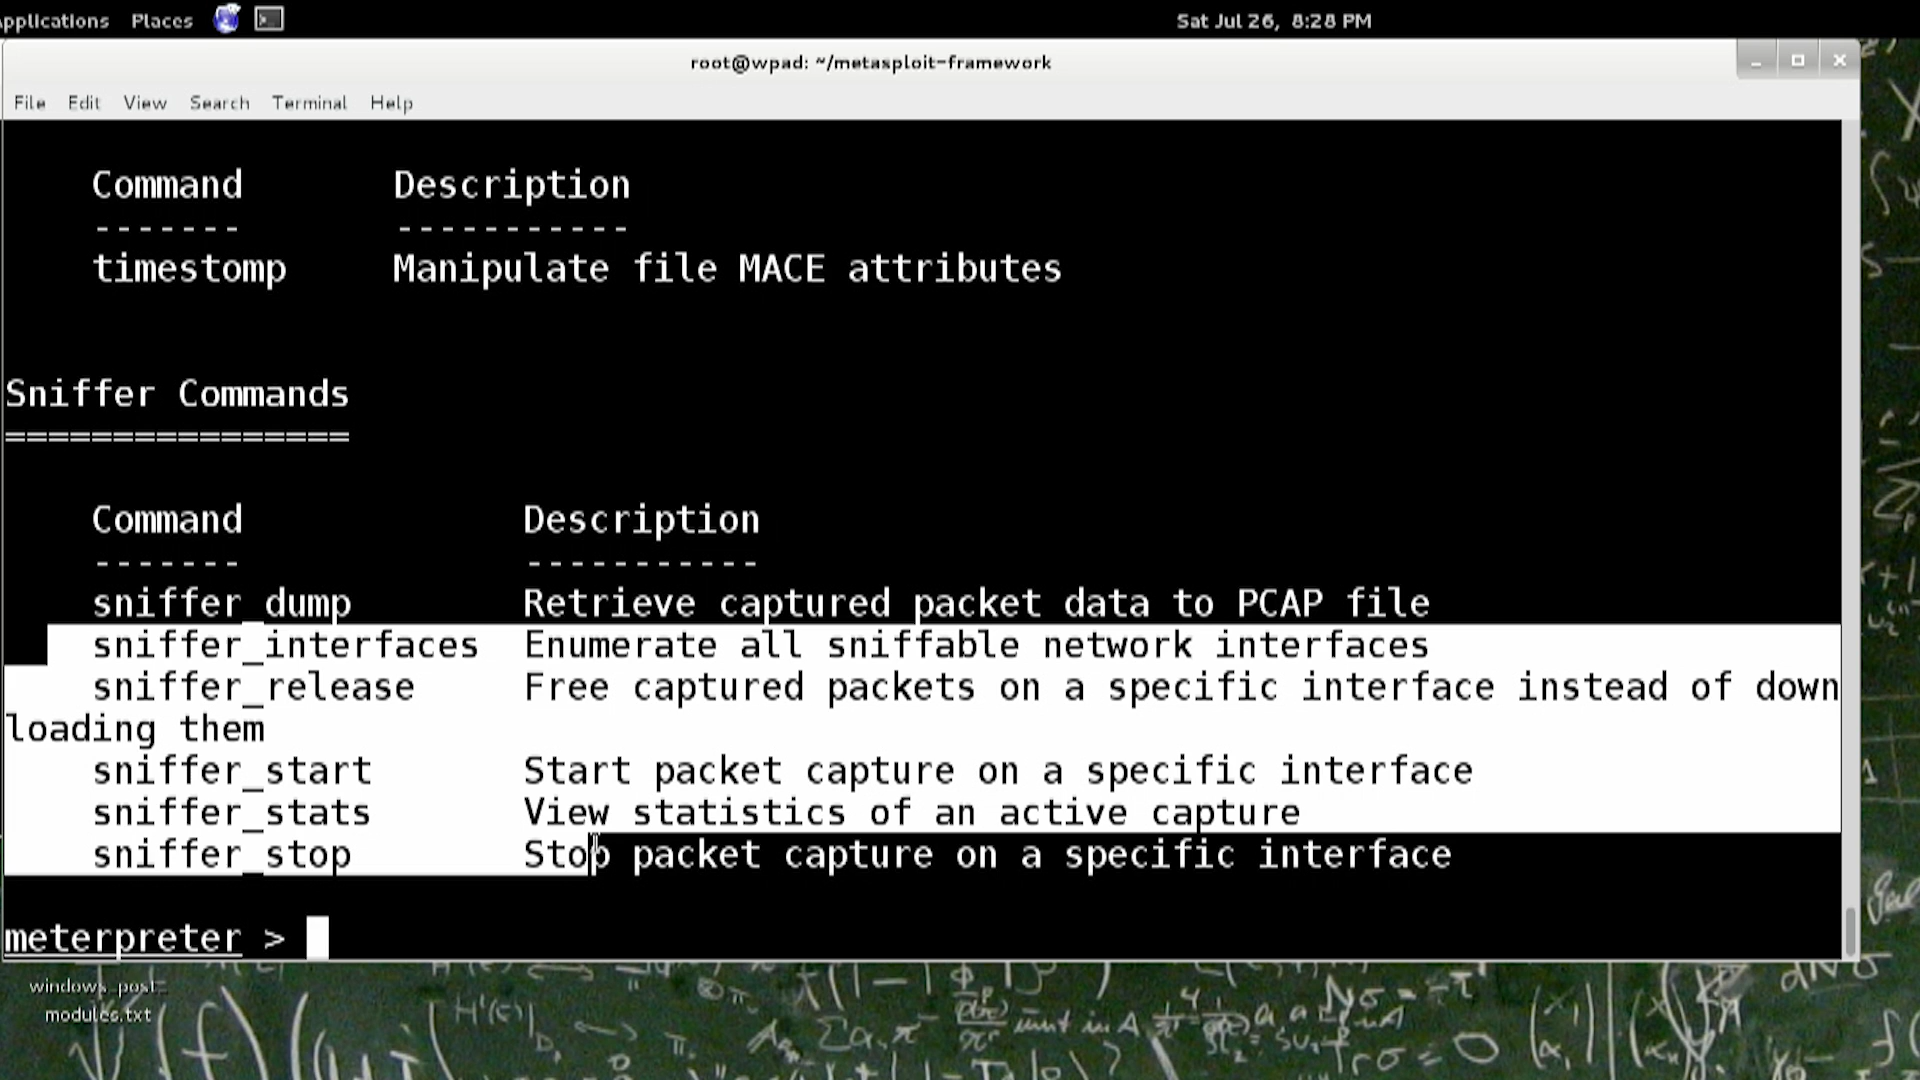 Applications Places Sat Jul 26, 8:28 PM
root@wpad: ~/metasploit-framework
File Edit View Search Terminal Help
Command Description
------- -----------
timestomp Manipulate file MACE attributes
Sniffer Commands
================
Command Description
------- -----------
sniffer_dump Retrieve captured packet data to PCAP file
sniffer_interfaces Enumerate all sniffable network interfaces
sniffer_release Free captured packets on a specific interface instead of down
loading them
sniffer_start Start packet capture on a specific interface
sniffer_stats View statistics of an active capture
sniffer_stop Stop packet capture on a specific interface
meterpreter >
windows_post_
modules.txt